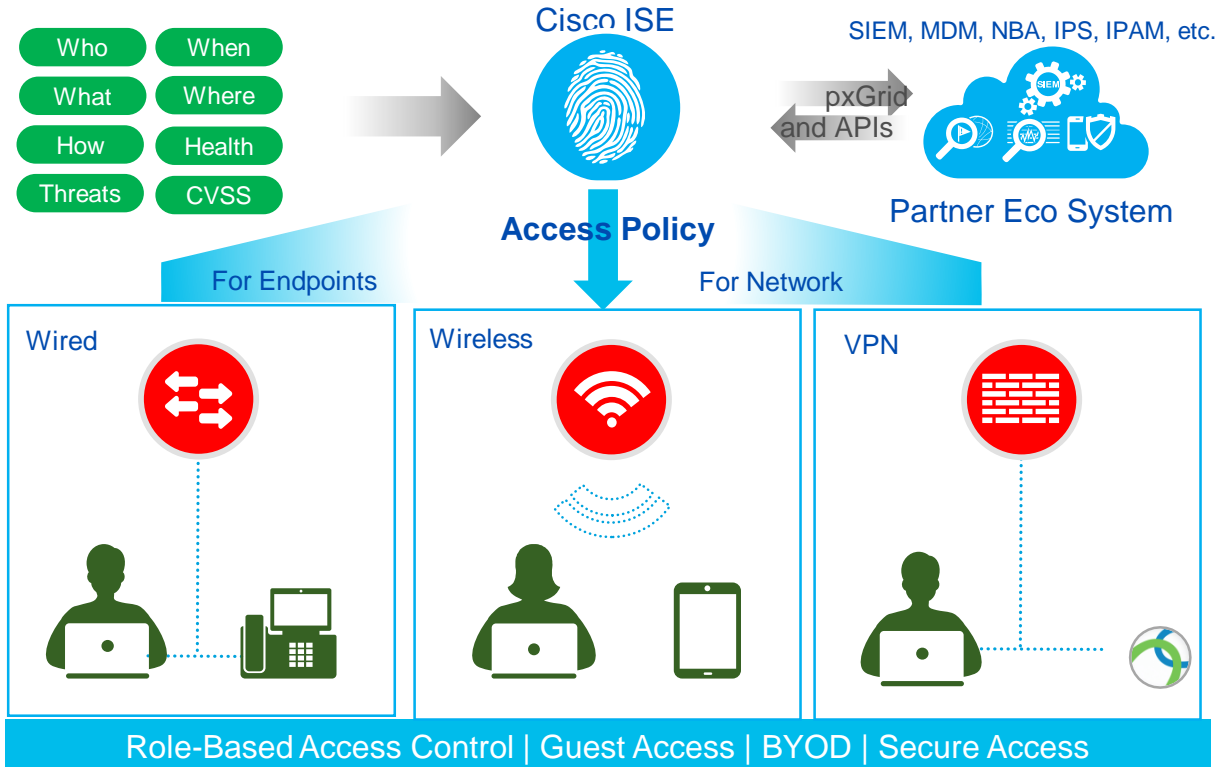 Cisco ISE
SIEM, MDM, NBA, IPS, IPAM, etc.
Who
When
What
Where
How
Health
Threats
CVSS
pxGrid
and APIs
SIEM
Partner Eco System
Access Policy
For Endpoints
For Network
Wired
Wireless
VPN
Role-Based Access Control | Guest Access | BYOD | Secure Access